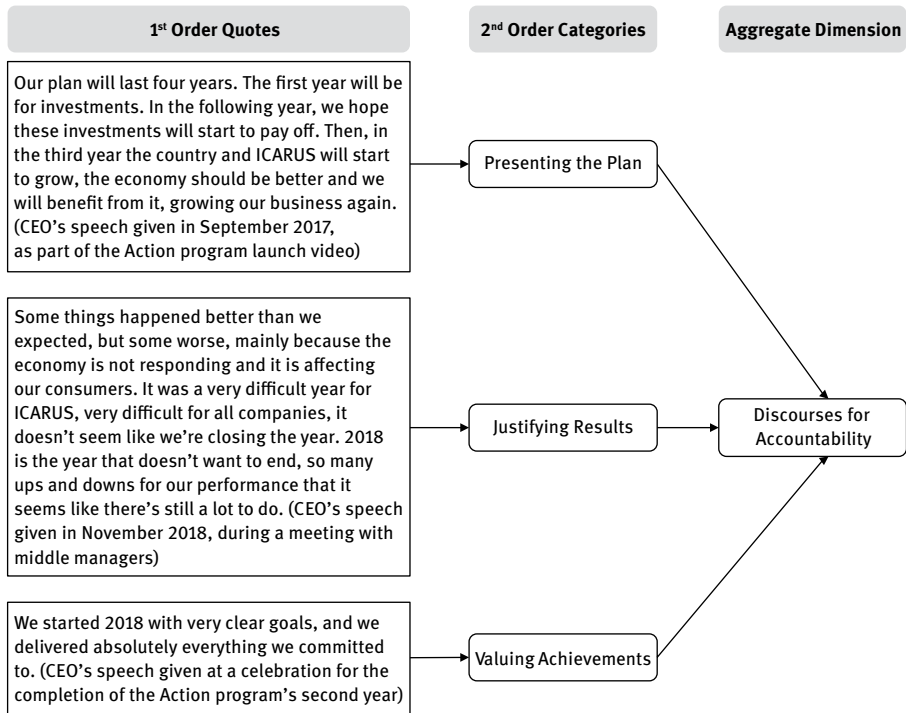 1st Order Quotes
2nd Order Categories
Aggregate Dimension
Our plan will last four years. The first year will be
for investments. In the following year, we hope
these investments will start to pay off. Then, in
the third year the country and ICARUS will start
to grow, the economy should be better and we
will benefit from it, growing our business again.
(CEO’s speech given in September 2017,
as part of the Action program launch video)
Presenting the Plan
Some things happened better than we
expected, but some worse, mainly because the
economy is not responding and it is affecting
our consumers. It was a very difficult year for
ICARUS, very difficult for all companies, it
doesn’t seem like we’re closing the year. 2018
is the year that doesn’t want to end, so many
ups and downs for our performance that it
seems like there’s still a lot to do. (CEO’s speech
given in November 2018, during a meeting with
middle managers)
Justifying Results
Discourses for
Accountability
We started 2018 with very clear goals, and we
delivered absolutely everything we committed
to. (CEO’s speech given at a celebration for the
completion of the Action program’s second year)
Valuing Achievements